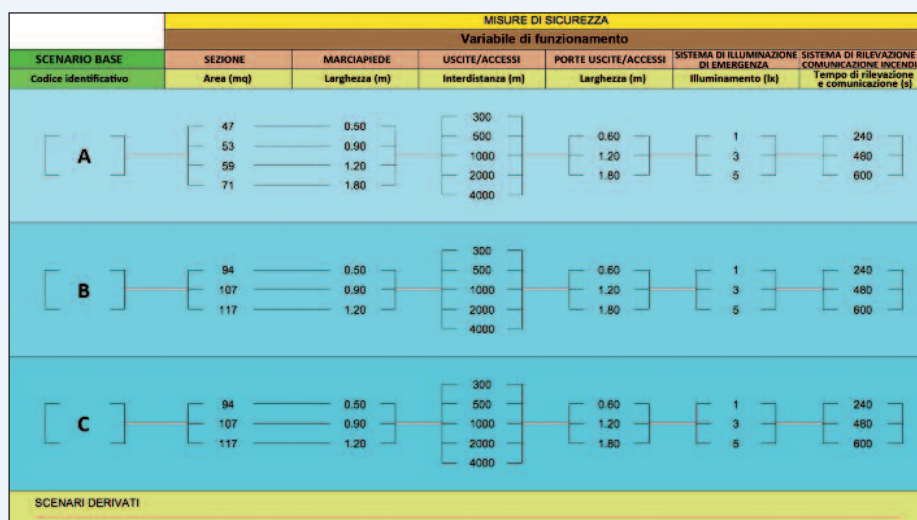 MISURE DI SICUREZZA
Variabile di funzionamento
SCENARIO BASE SEZIONE MARCIAPIEDE USCITE/ACCESSI PORTE USCITE/ACCESSI SISTEMA DI ILLUMINAZIONE DI EMERGENZA SISTEMA DI RILEVAZIONE COMUNICAZIONE INCENDI
Codice identificativo Area (mq) Larghezza (m) Interdistanza (m) Larghezza (m) Illuminamento (lx) Tempo di rilevazione e comunicazione (s)
300
47 0.50 500 0.60 1 240
A 53 0.90 1000 1.20 3 480
59 1.20 2000 1.80 5 600
71 1.80 4000
300
94 0.50 500 0.60 1 240
B 107 0.90 1000 1.20 3 480
117 1.20 2000 1.80 5 600
4000
300
94 0.50 500 0.60 1 240
C 107 0.90 1000 1.20 3 480
117 1.20 2000 1.80 5 600
4000
SCENARI DERIVATI